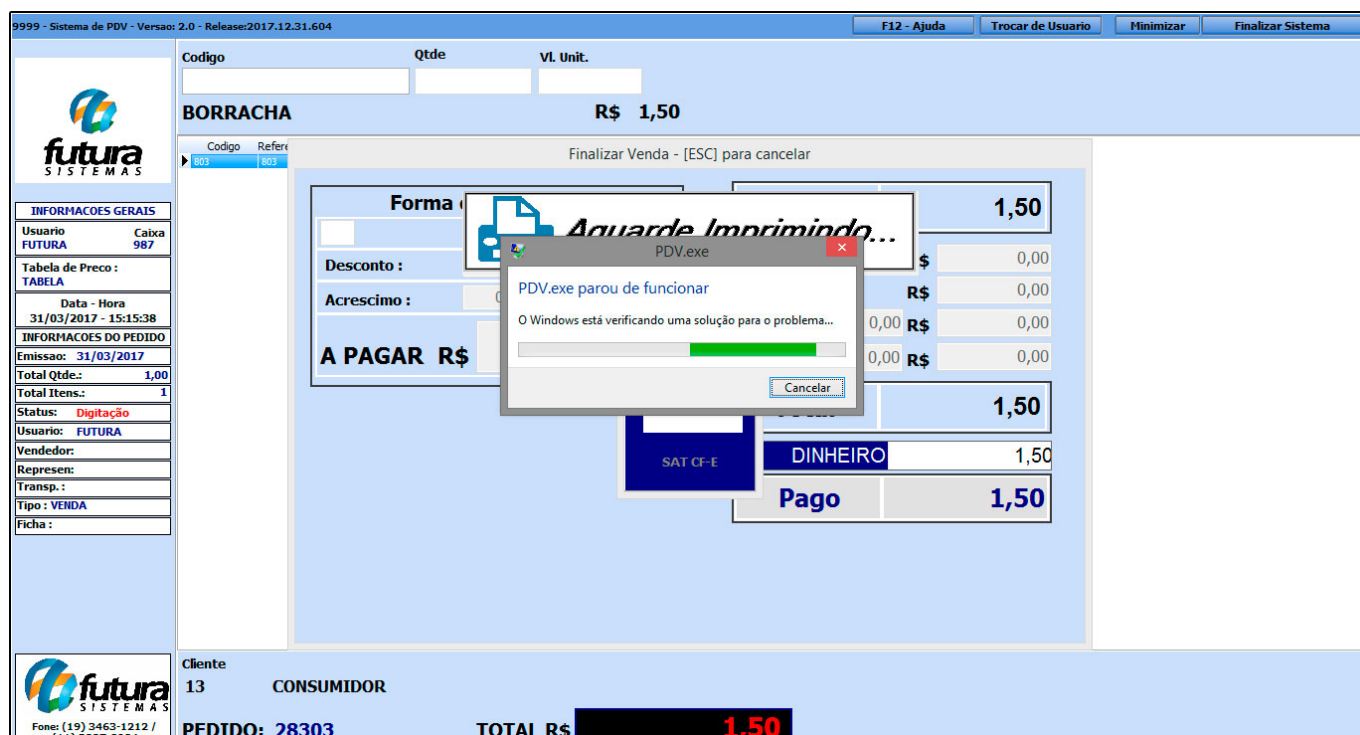 9999 - Sistema de PDV - Versao: 2.0 - Release:2017.12.31.604
F12 - Ajuda
Trocar de Usuario
Minimizar
Finalizar Sistema
Codigo Qtde Vl. Unit.
BORRACHA R$ 1,50
futura
SISTEMAS
INFORMACOES GERAIS
Usuario Caixa
FUTURA 987
Tabela de Preco :
TABELA
Data - Hora
31/03/2017 - 15:15:38
INFORMACOES DO PEDIDO
Emissao: 31/03/2017
Total Qtde.: 1,00
Total Itens.: 1
Status: Digitação
Usuario: FUTURA
Vendedor:
Represen:
Transp. :
Tipo : VENDA
Ficha :
Codigo Refere
803 803
Finalizar Venda - [ESC] para cancelar
Forma
1,50
Aguarde Imprimindo...
Desconto :
$ 0,00
Acrescimo :
R$ 0,00
0,00 R$ 0,00
A PAGAR R$
0,00 R$ 0,00
PDV.exe
PDV.exe parou de funcionar
O Windows está verificando uma solução para o problema...
Cancelar
1,50
SAT CF-E
DINHEIRO 1,50
Pago 1,50
futura
SISTEMAS
Fone: (19) 3463-1212 /
Cliente
13 CONSUMIDOR
PEDIDO: 28303 TOTAL R$ 1,50